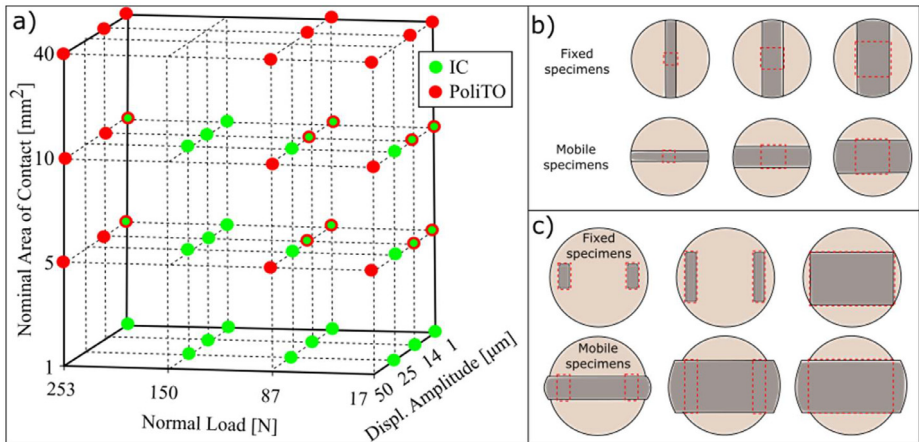 a)
Nominal Area of Contact [mm²]
40
10
5
1
253
150
87
17
Normal Load [N]
50
25
14
1
Displ. Amplitude [μm]
IC
PoliTO
b)
Fixed
specimens
Mobile
specimens
c)
Fixed
specimens
Mobile
specimens